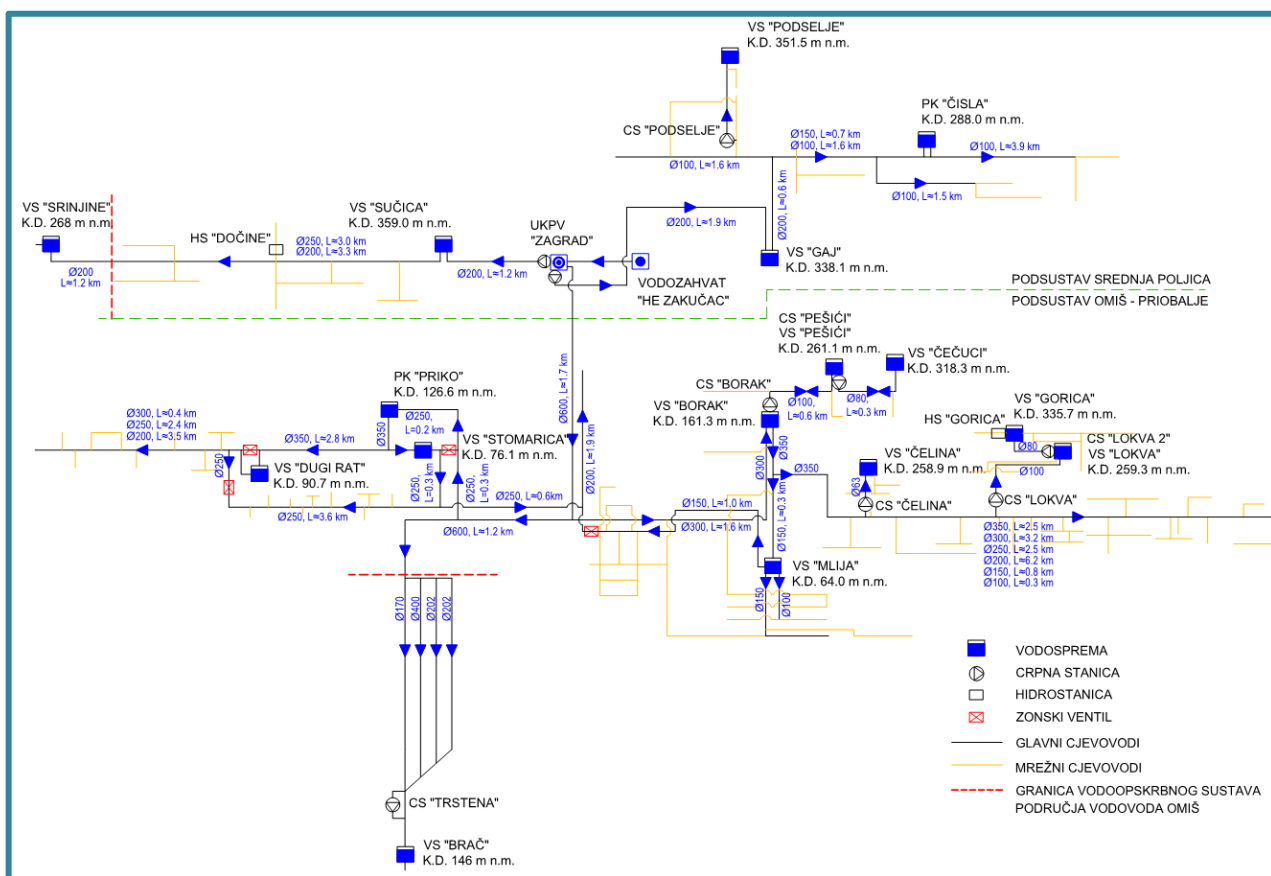 VS "PODSELJE"
K.D. 351.5 m n.m.
CS "PODSELJE"
PK "ČISLA"
K.D. 288.0 m n.m.
Ø150, L≈0.7 km
Ø100, L≈1.6 km
Ø100, L≈3.9 km
Ø100, L≈1.6 km
Ø100, L≈1.5 km
Ø200, L≈0.6 km
VS "SRINJINE"
K.D. 268 m n.m.
HS "DOČINE"
VS "SUČICA"
K.D. 359.0 m n.m.
Ø250, L≈3.0 km
Ø200, L≈3.3 km
Ø200
L≈1.2 km
UKPV
"ZAGRAD"
Ø200, L≈1.2 km
Ø200, L≈1.9 km
VODOZAHVAT
"HE ZAKUČAC"
VS "GAJ"
K.D. 338.1 m n.m.
PODSUSTAV SREDNJA POLJICA
PODSUSTAV OMIŠ - PRIOBALJE
CS "PEŠIĆI"
VS "PEŠIĆI"
K.D. 261.1 m n.m.
VS "ČEČUCI"
K.D. 318.3 m n.m.
CS "BORAK"
Ø100,
L≈0.6 km
Ø80,
L≈0.3 km
VS "BORAK"
K.D. 161.3 m n.m.
VS "GORICA"
K.D. 335.7 m n.m.
HS "GORICA"
Ø80
CS "LOKVA 2"
VS "LOKVA"
K.D. 259.3 m n.m.
Ø100
PK "PRIKO"
K.D. 126.6 m n.m.
Ø600, L≈1.7 km
Ø200, L≈1.9 km
Ø300, L≈0.4 km
Ø250, L≈2.4 km
Ø200, L≈3.5 km
Ø350, L≈2.8 km
Ø350
Ø250,
L=0.2 km
VS "STOMARICA"
K.D. 76.1 m n.m.
VS "DUGI RAT"
K.D. 90.7 m n.m.
Ø250
Ø250,
L=0.3 km
Ø250,
L≈0.3 km
Ø250, L≈0.6km
Ø250, L≈3.6 km
Ø600, L≈1.2 km
Ø350
Ø300
Ø350
Ø150, L≈0.3 km
Ø150, L≈1.0 km
Ø300, L≈1.6 km
VS "ČELINA"
K.D. 258.9 m n.m.
Ø63
CS "ČELINA"
CS "LOKVA"
Ø350, L≈2.5 km
Ø300, L≈3.2 km
Ø250, L≈2.5 km
Ø200, L≈6.2 km
Ø150, L≈0.8 km
Ø100, L≈0.3 km
VS "MLIJA"
K.D. 64.0 m n.m.
Ø150
Ø100
Ø170
Ø400
Ø202
Ø202
CS "TRSTENA"
VS "BRAČ"
K.D. 146 m n.m.
VODOSPREMA
CRPNA STANICA
HIDROSTANICA
ZONSKI VENTIL
GLAVNI CJEVOVODI
MREŽNI CJEVOVODI
GRANICA VODOOPSKRBNOG SUSTAVA
PODRUČJA VODOVODA OMIŠ